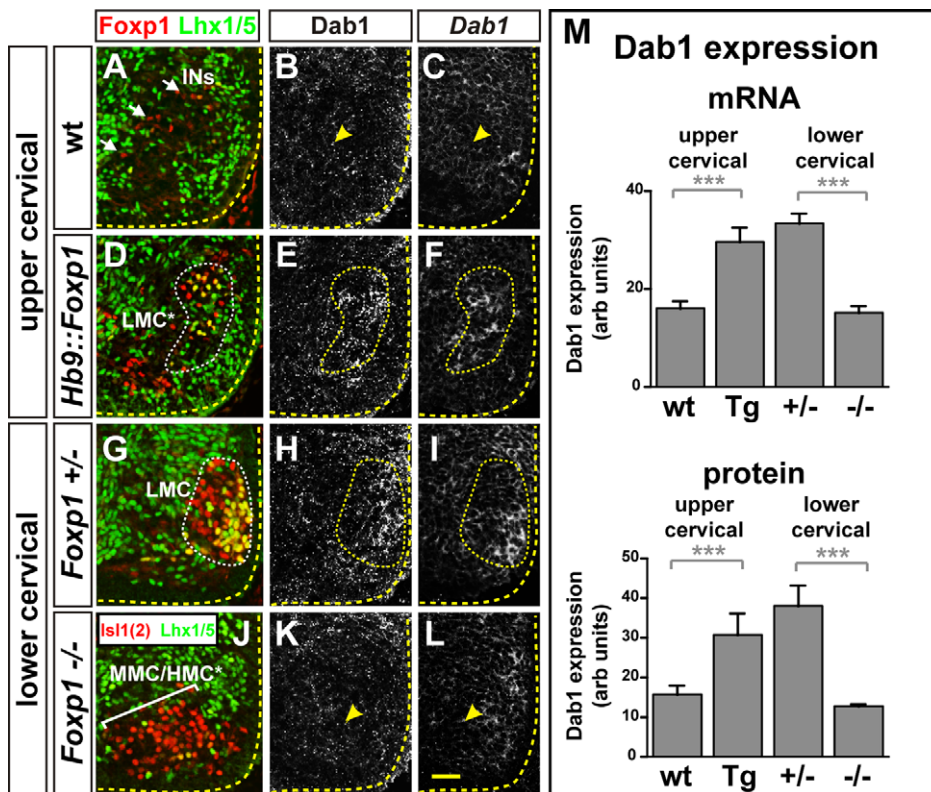 Foxp1 Lhx1/5
Dab1
Dab1
upper cervical
lower cervical
wt
Hb9::Foxp1
Foxp1 +/-
Foxp1 -/-
A
INs
B
C
D
LMC*
E
F
G
LMC
H
I
Isl1(2) Lhx1/5
J
MMC/HMC*
K
L
M
Dab1 expression
mRNA
upper cervical
lower cervical
***
***
Dab1 expression
(arb units)
40
20
0
wt Tg +/- -/-
protein
upper cervical
lower cervical
***
***
Dab1 expression
(arb units)
50
40
30
20
10
0
wt Tg +/- -/-